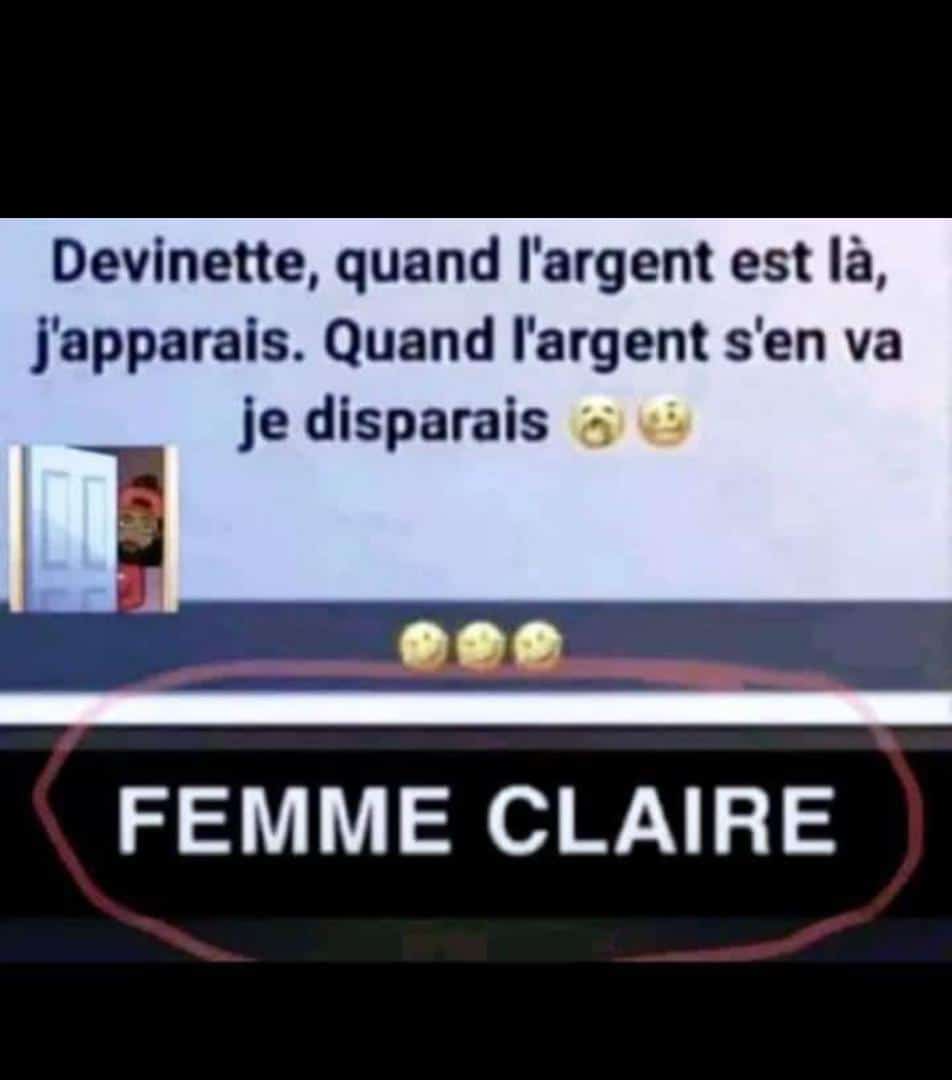 Devinette, quand l'argent est là,
j'apparais. Quand l'argent s'en va
je disparais 😭🤨
🤣🤣🤣
FEMME CLAIRE